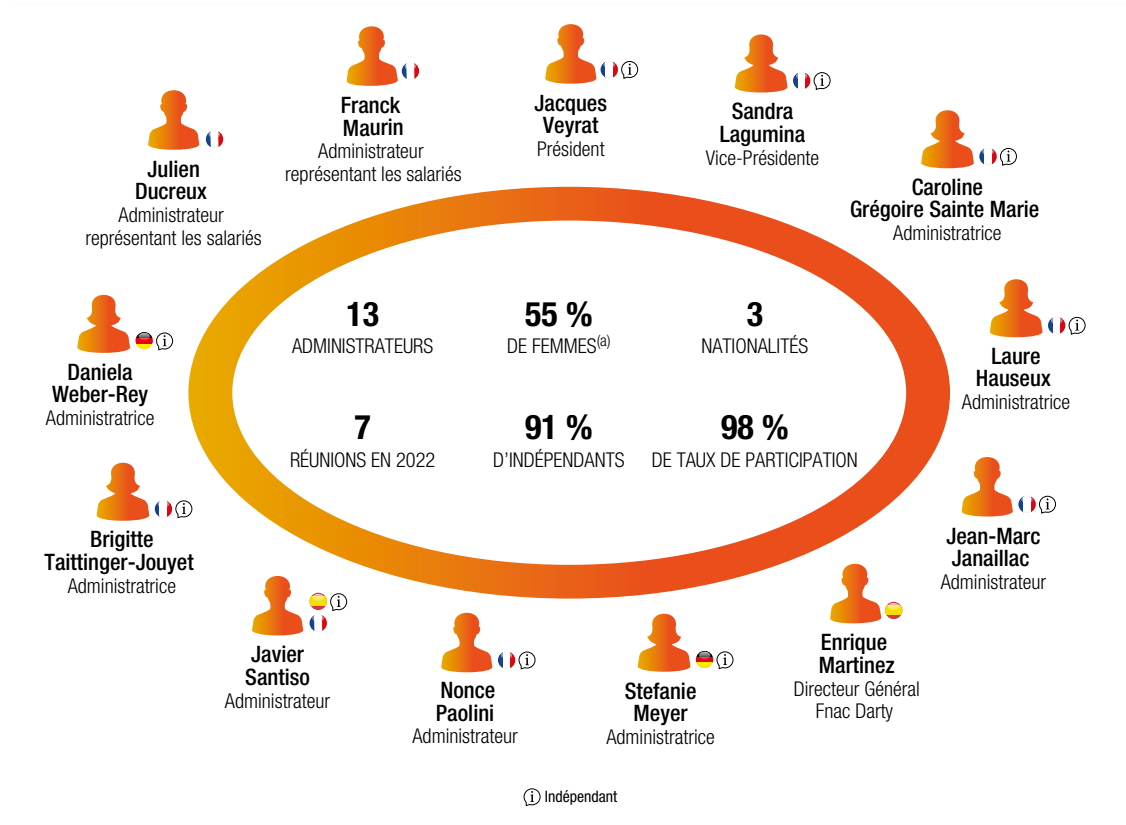 Franck
Maurin
Administrateur
représentant les salariés
Jacques
Veyrat
Président
Sandra
Lagumina
Vice-Présidente
Julien
Ducreux
Administrateur
représentant les salariés
Caroline
Grégoire Sainte Marie
Administratrice
13
ADMINISTRATEURS
55 %
DE FEMMES(a)
3
NATIONALITÉS
Daniela
Weber-Rey
Administratrice
Laure
Hauseux
Administratrice
7
RÉUNIONS EN 2022
91 %
D'INDÉPENDANTS
98 %
DE TAUX DE PARTICIPATION
Brigitte
Taittinger-Jouyet
Administratrice
Jean-Marc
Janaillac
Administrateur
Javier
Santiso
Administrateur
Nonce
Paolini
Administrateur
Stefanie
Meyer
Administratrice
Enrique
Martinez
Directeur Général
Fnac Darty
i Indépendant